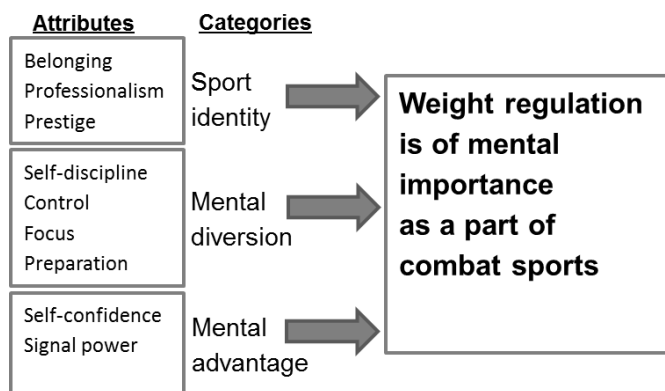 Attributes
Categories
Belonging
Professionalism
Prestige
Sport
identity
Self-discipline
Control
Focus
Preparation
Mental
diversion
Self-confidence
Signal power
Mental
advantage
Weight regulation
is of mental
importance
as a part of
combat sports